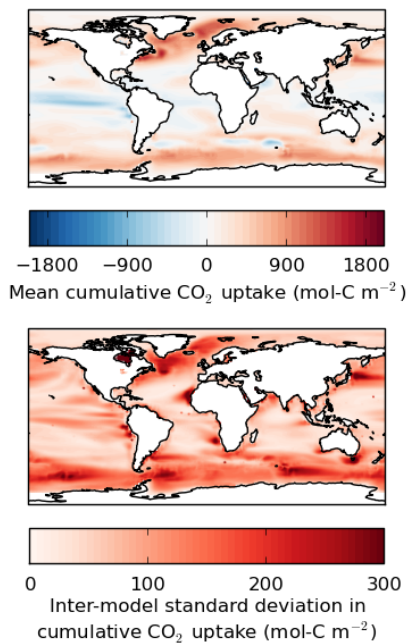 −1800 −900 0 900 1800
Mean cumulative CO₂ uptake (mol-C m⁻²)
0 100 200 300
Inter-model standard deviation in
cumulative CO₂ uptake (mol-C m⁻²)